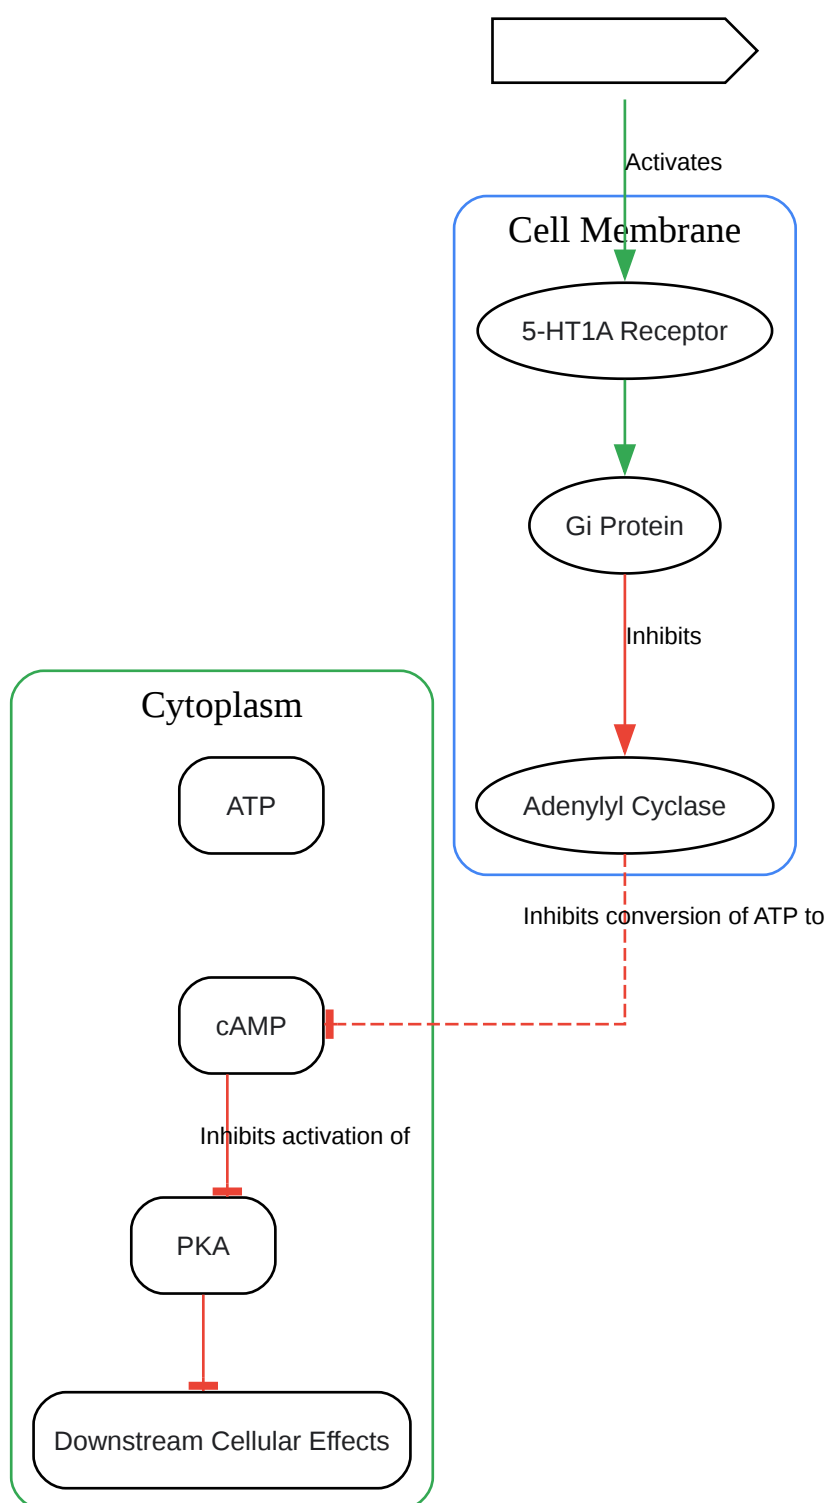 Activates
Cell Membrane
5-HT1A Receptor
Gi Protein
Inhibits
Cytoplasm
ATP
Adenylyl Cyclase
Inhibits conversion of ATP to
cAMP
Inhibits activation of
PKA
Downstream Cellular Effects